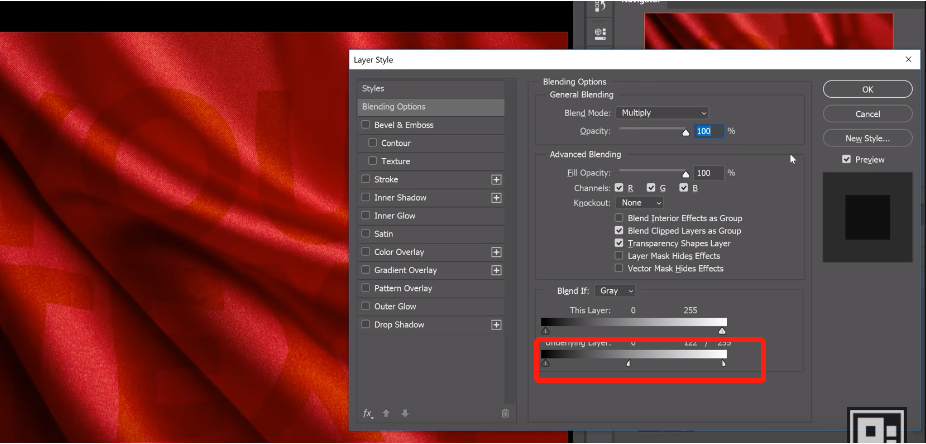 Navigator
Layer Style
Styles
Blending Options
Bevel & Emboss
Contour
Texture
Stroke
Inner Shadow
Inner Glow
Satin
Color Overlay
Gradient Overlay
Pattern Overlay
Outer Glow
Drop Shadow
fx
Blending Options
General Blending
Blend Mode: Multiply
Opacity: 100 %
Advanced Blending
Fill Opacity: 100 %
Channels: R G B
Knockout: None
Blend Interior Effects as Group
Blend Clipped Layers as Group
Transparency Shapes Layer
Layer Mask Hides Effects
Vector Mask Hides Effects
Blend If: Gray
This Layer: 0 255
Underlying Layer: 0 122 / 255
OK
Cancel
New Style...
Preview